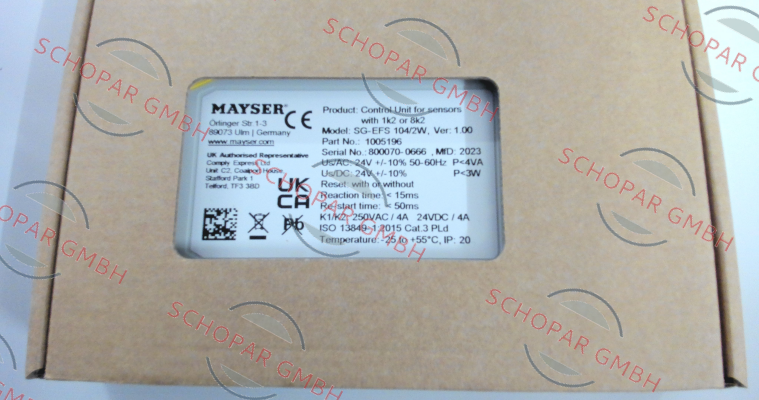 MAYSER® CE
Örlinger Str. 1-3
89073 Ulm | Germany
www.mayser.com
UK Authorised Representative
Comply Express Ltd
Unit C2, Coalport House
Stafford Park 1
Telford, TF3 3BD
UK
CA
Pb
Product: Control Unit for sensors
with 1k2 or 8k2
Model: SG-EFS 104/2W, Ver: 1.00
Part No.: 1005196
Serial No.: 800070-0666 , M/D: 2023
Us/AC: 24V +/-10% 50-60Hz P<4VA
Us/DC: 24V +/-10% P<3W
Reset: with or without
Reaction time: < 15ms
Re-start time: < 50ms
K1/K2: 250VAC / 4A 24VDC / 4A
ISO 13849-1:2015 Cat.3 PLd
Temperature: -25 to +55°C, IP: 20
SCHOPAR GMBH
SCHOPAR GMBH
SCHOPAR GMBH
SCHOPAR GMBH
SCHOPAR GMBH
SCHOPAR GMBH
SCHOPAR GMBH
SCHOPAR GMBH